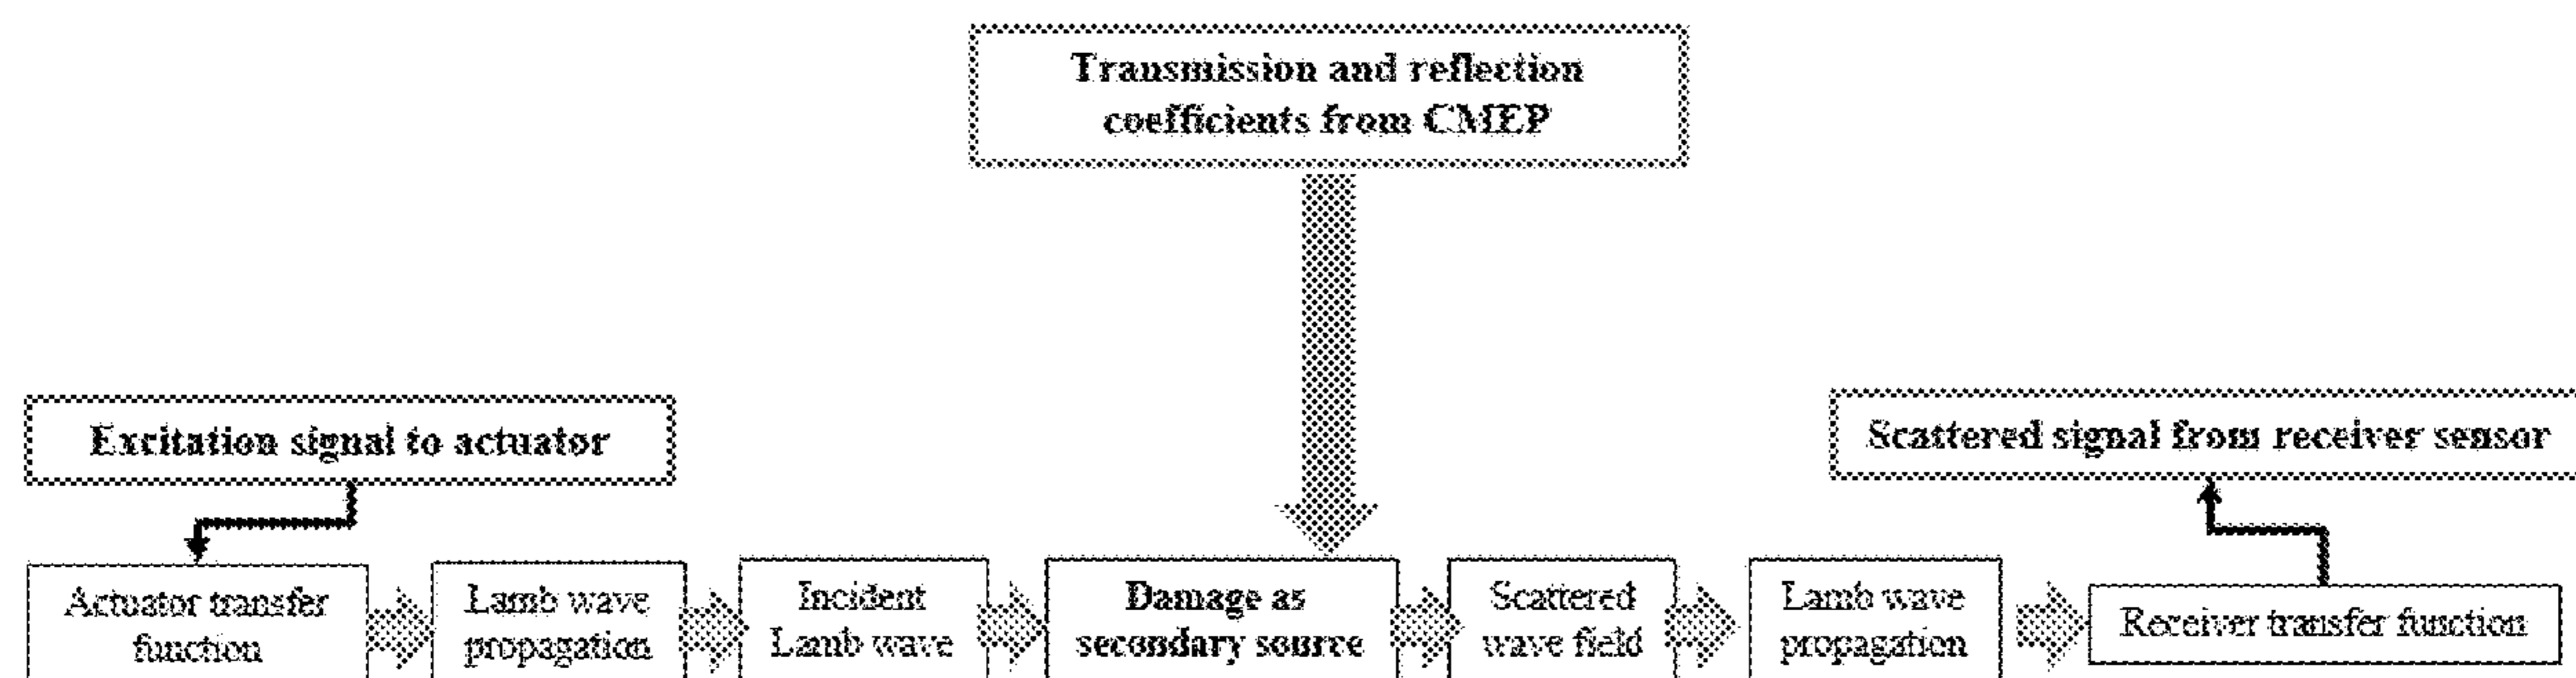 Transmission and reflection
coefficients from CMEP
Excitation signal to actuator
Scattered signal from receiver sensor
Actuator transfer
function
Lamb wave
propagation
Incident
Lamb wave
Damage as
secondary source
Scattered
wave field
Lamb wave
propagation
Receiver transfer function